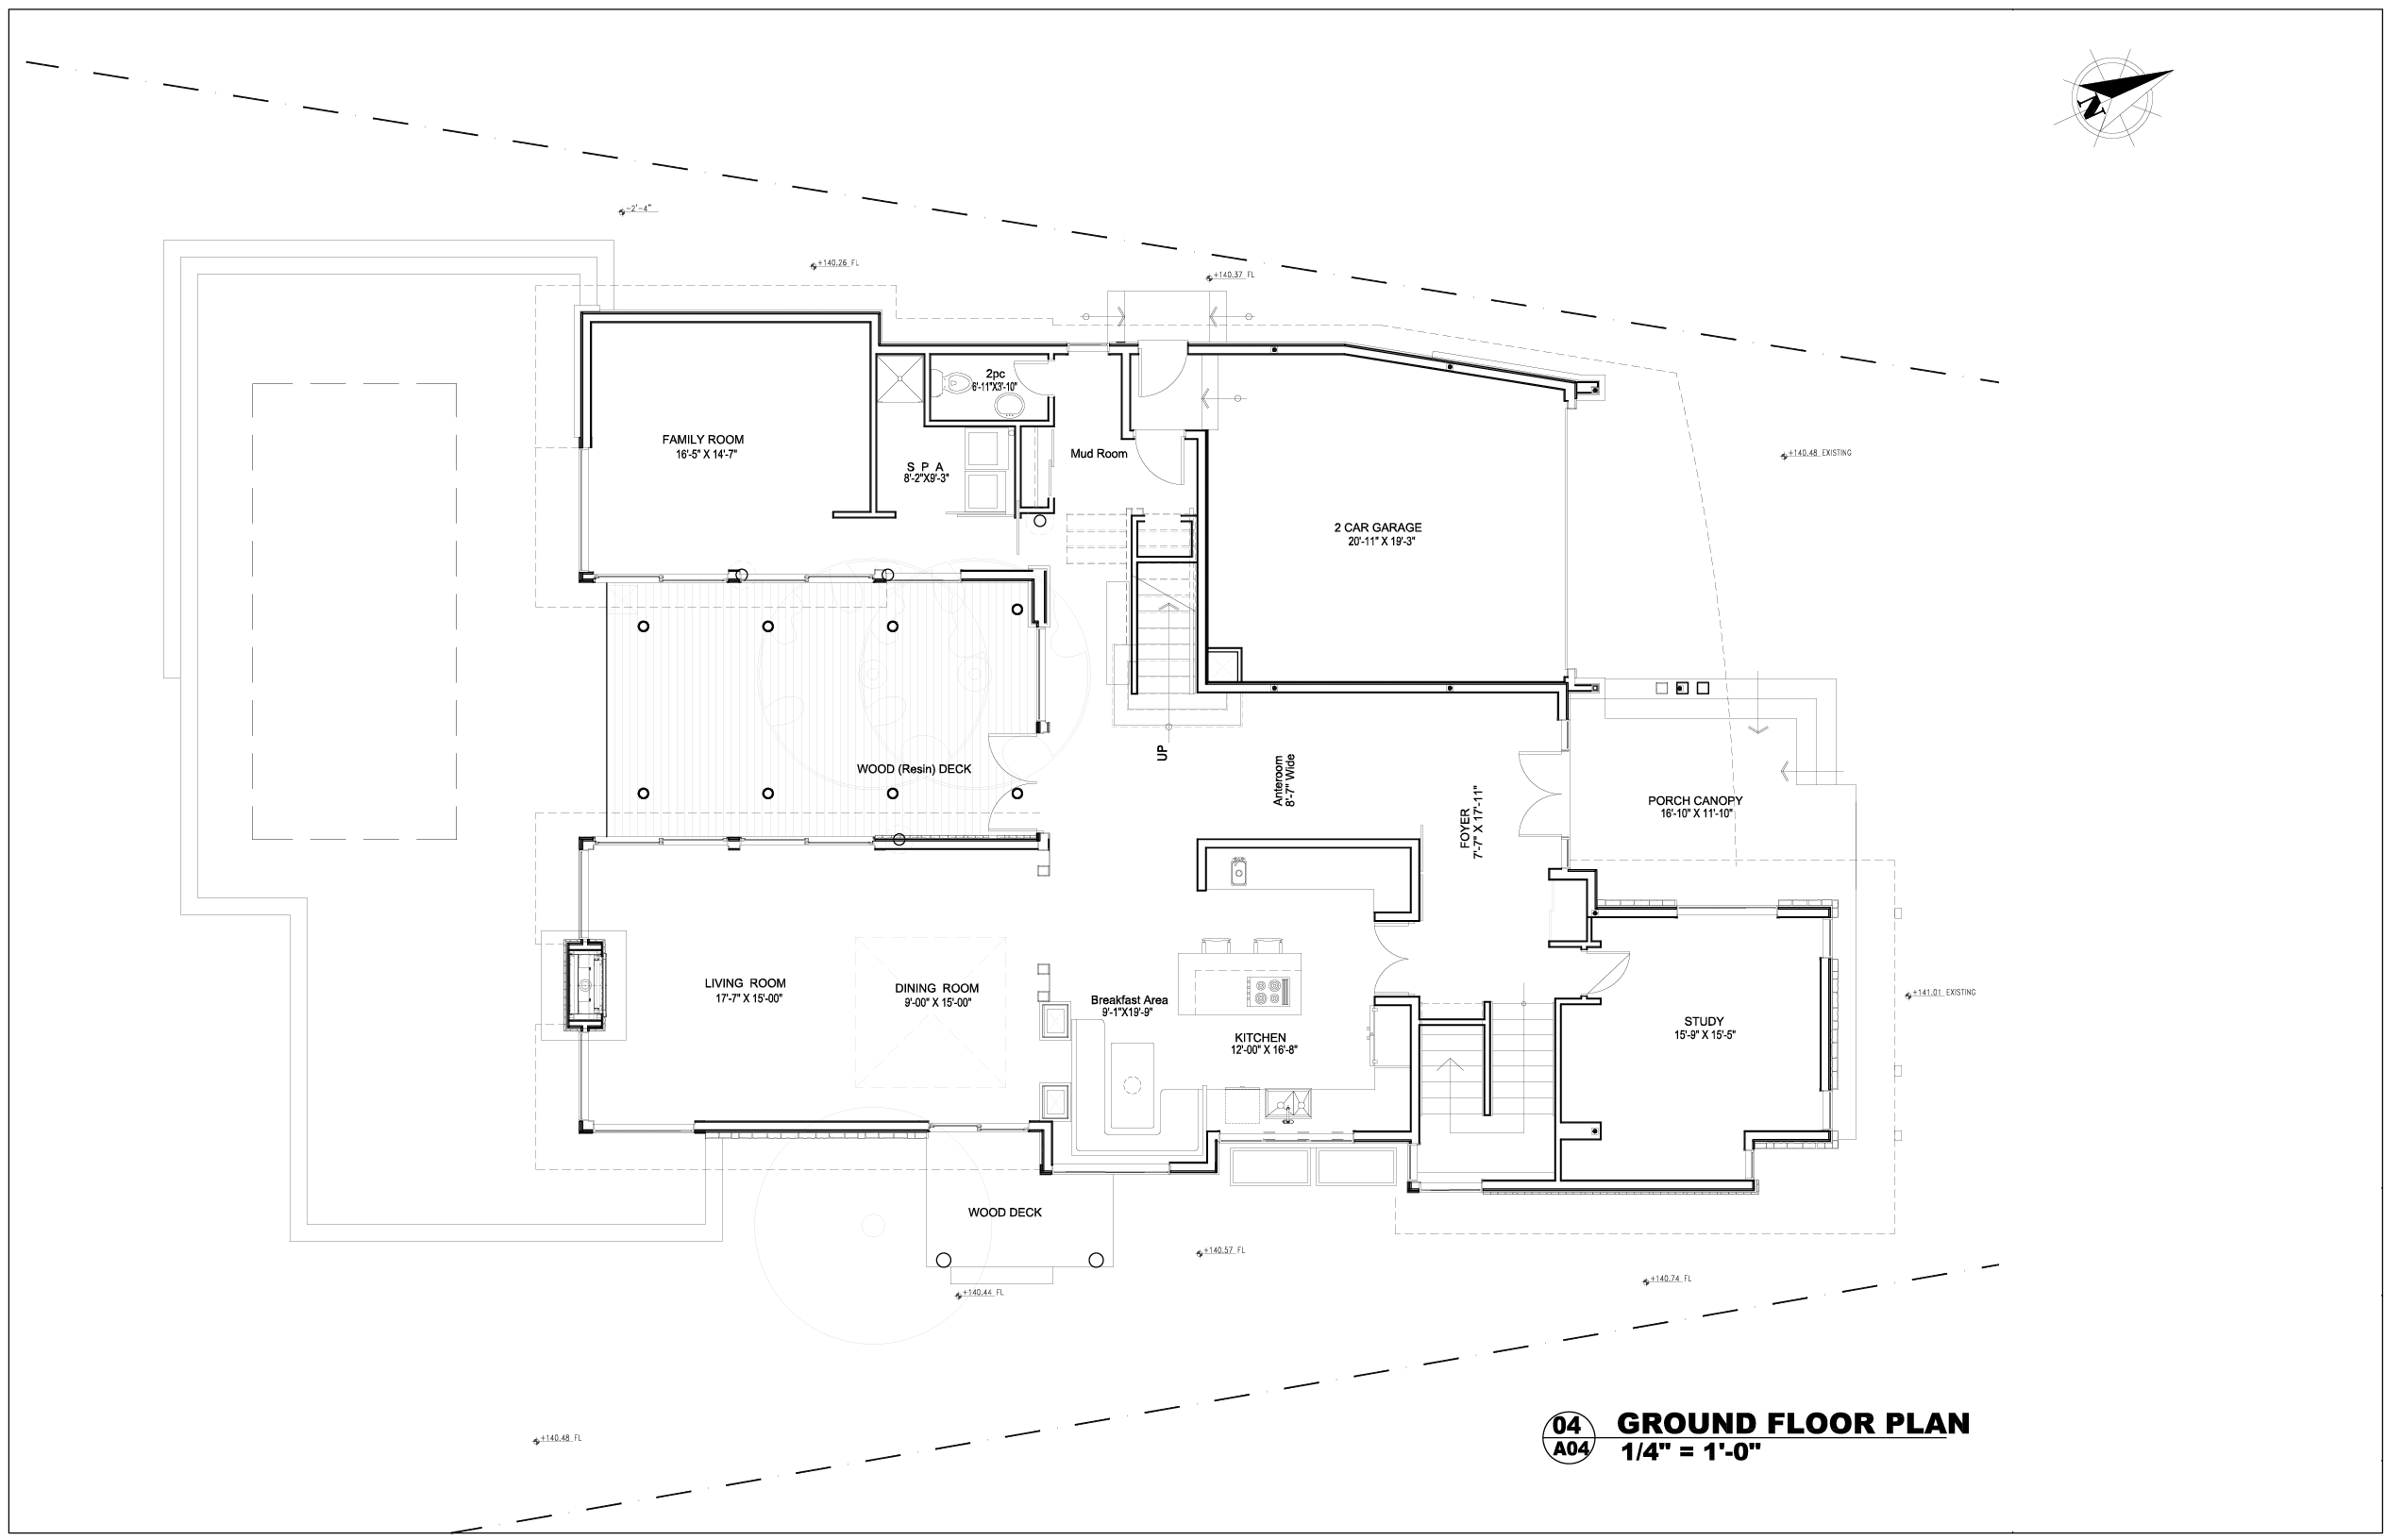 N
-2'-4"
+140.26 FL
+140.37 FL
2pc
6'-11"X3'-10"
FAMILY ROOM
16'-5" X 14'-7"
Mud Room
+140.48 EXISTING
S P A
8'-2"X9'-3"
2 CAR GARAGE
20'-11" X 19'-3"
UP
WOOD (Resin) DECK
Anteroom
8'-7" Wide
FOYER
7'-7" X 17'-11"
PORCH CANOPY
16'-10" X 11'-10"
LIVING ROOM
17'-7" X 15'-00"
DINING ROOM
9'-00" X 15'-00"
Breakfast Area
9'-1"X19'-9"
+141.01 EXISTING
KITCHEN
12'-00" X 16'-8"
STUDY
15'-9" X 15'-5"
WOOD DECK
+140.57 FL
+140.74 FL
+140.44 FL
+140.48 FL
04
GROUND FLOOR PLAN
A04
1/4" = 1'-0"